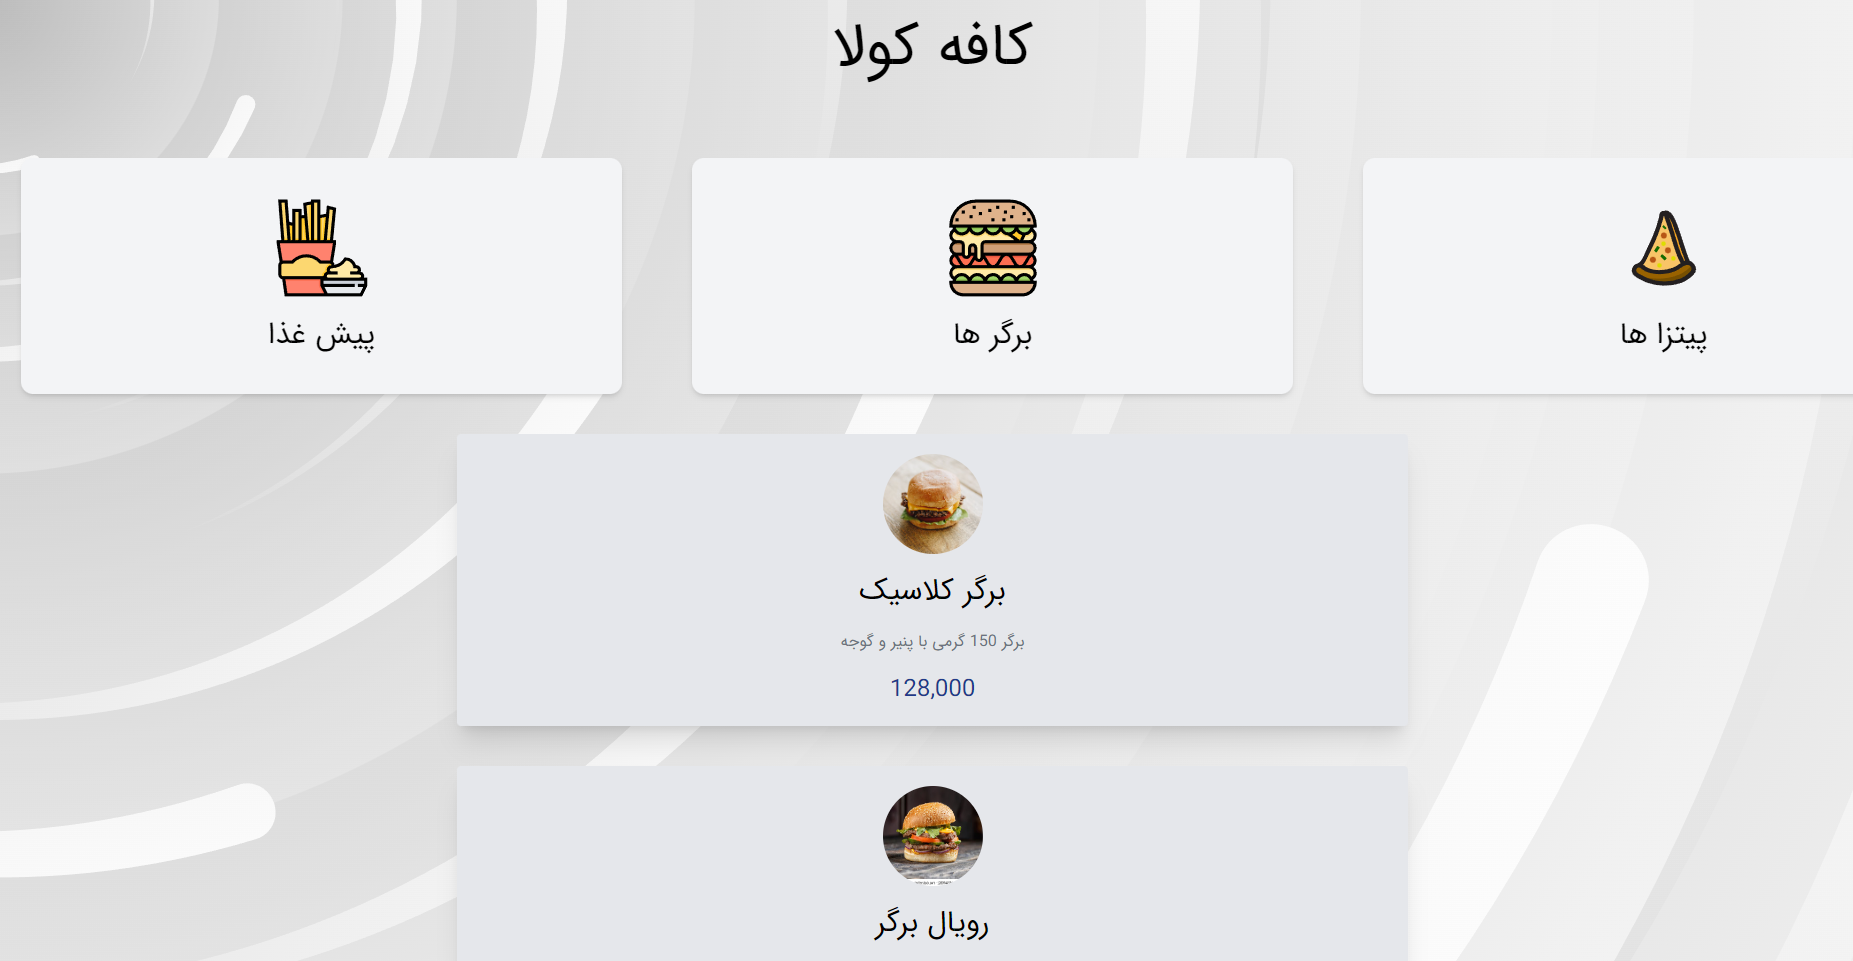 کافه کولا
پیتزا ها
برگر ها
پیش غذا
برگر کلاسیک
برگر 150 گرمی با پنیر و گوجه
128,000
رویال برگر